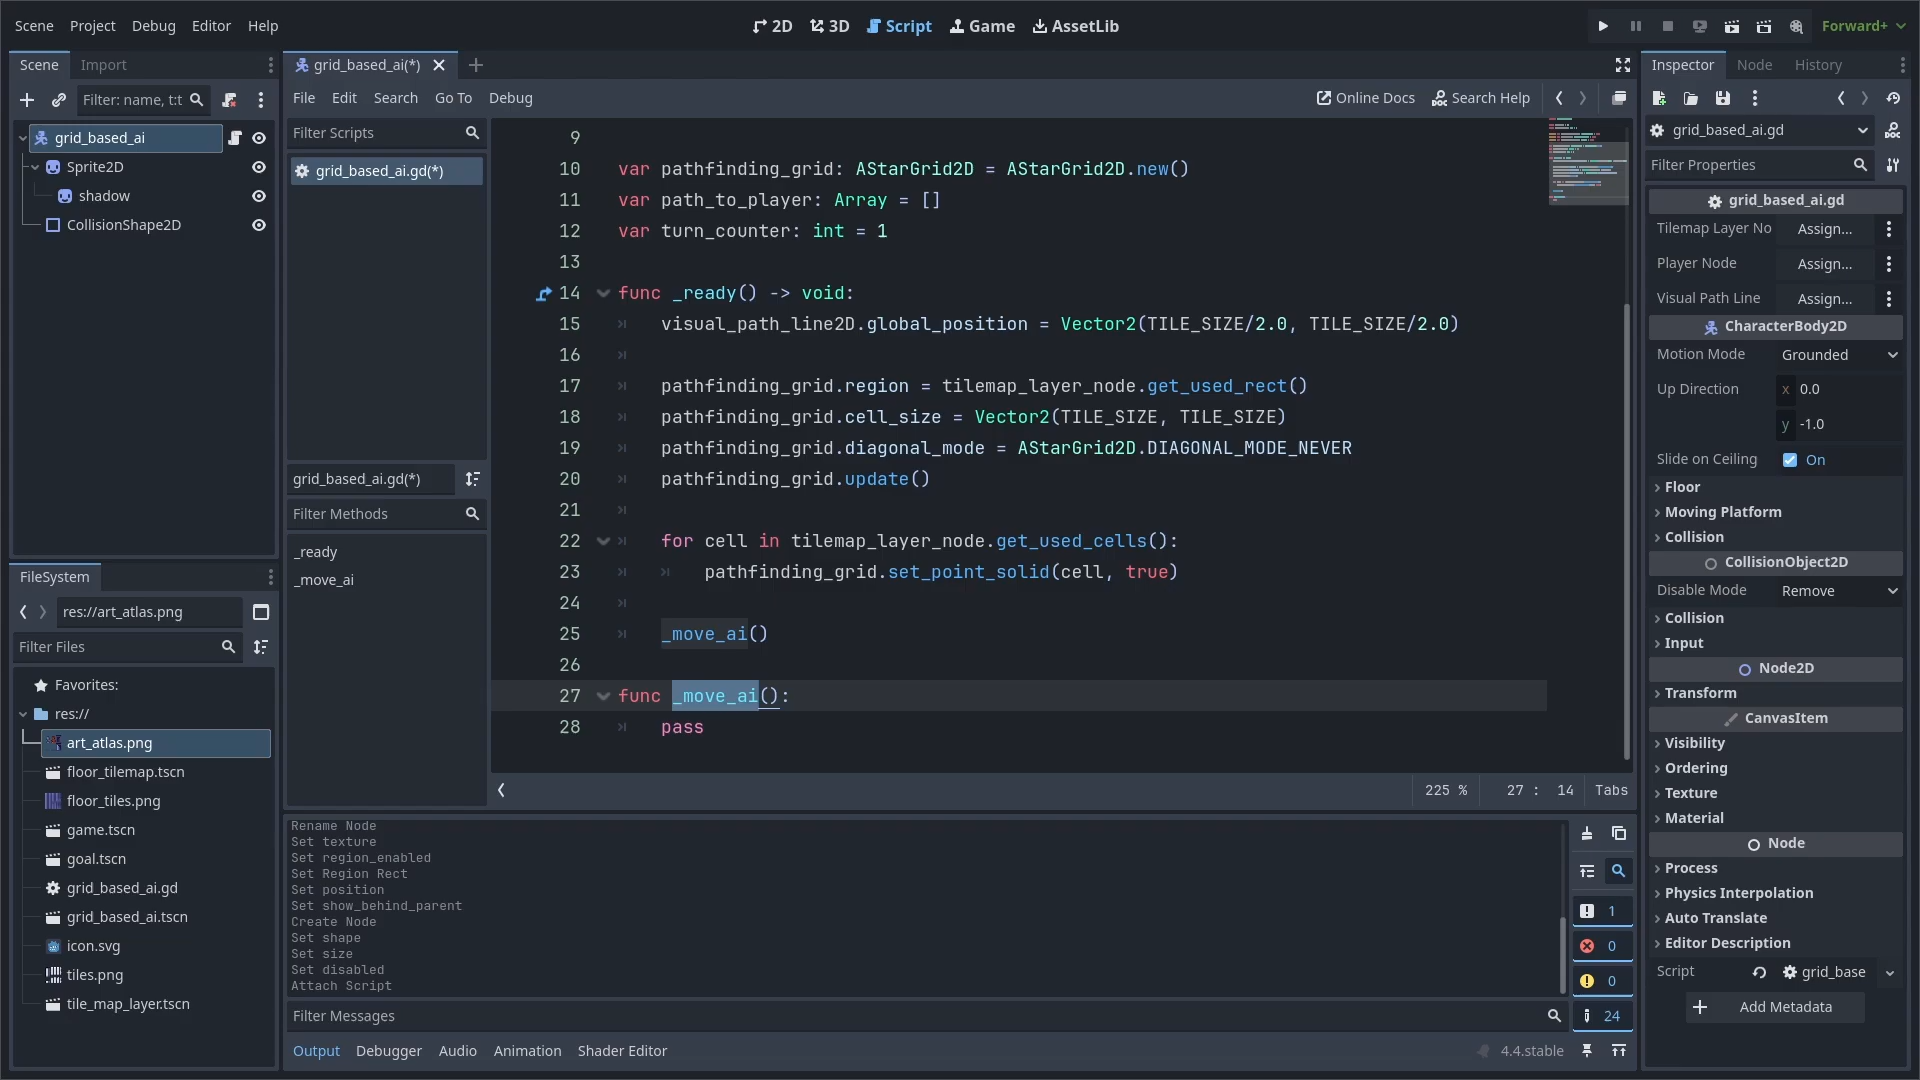 Scene Project Debug Editor Help
2D 3D Script Game AssetLib
Forward+
Scene Import
Filter: name, t:t
grid_based_ai
Sprite2D
shadow
CollisionShape2D
FileSystem
res://art_atlas.png
Filter Files
Favorites:
res://
art_atlas.png
floor_tilemap.tscn
floor_tiles.png
game.tscn
goal.tscn
grid_based_ai.gd
grid_based_ai.tscn
icon.svg
tiles.png
tile_map_layer.tscn
grid_based_ai(*)
File Edit Search Go To Debug
Online Docs Search Help
Filter Scripts
grid_based_ai.gd(*)
grid_based_ai.gd(*)
Filter Methods
_ready
_move_ai
9
10 var pathfinding_grid: AStarGrid2D = AStarGrid2D.new()
11 var path_to_player: Array = []
12 var turn_counter: int = 1
13
14 func _ready() -> void:
15 visual_path_line2D.global_position = Vector2(TILE_SIZE/2.0, TILE_SIZE/2.0)
16
17 pathfinding_grid.region = tilemap_layer_node.get_used_rect()
18 pathfinding_grid.cell_size = Vector2(TILE_SIZE, TILE_SIZE)
19 pathfinding_grid.diagonal_mode = AStarGrid2D.DIAGONAL_MODE_NEVER
20 pathfinding_grid.update()
21
22 for cell in tilemap_layer_node.get_used_cells():
23 pathfinding_grid.set_point_solid(cell, true)
24
25 _move_ai()
26
27 func _move_ai():
28 pass
225 % 27 : 14 Tabs
Rename Node
Set texture
Set region_enabled
Set Region Rect
Set position
Set show_behind_parent
Create Node
Set shape
Set size
Set disabled
Attach Script
1
0
0
24
Filter Messages
Output Debugger Audio Animation Shader Editor
4.4.stable
Inspector Node History
grid_based_ai.gd
Filter Properties
grid_based_ai.gd
Tilemap Layer No Assign...
Player Node Assign...
Visual Path Line Assign...
CharacterBody2D
Motion Mode Grounded
Up Direction x 0.0
y -1.0
Slide on Ceiling On
Floor
Moving Platform
Collision
CollisionObject2D
Disable Mode Remove
Collision
Input
Node2D
Transform
CanvasItem
Visibility
Ordering
Texture
Material
Node
Process
Physics Interpolation
Auto Translate
Editor Description
Script grid_base
Add Metadata